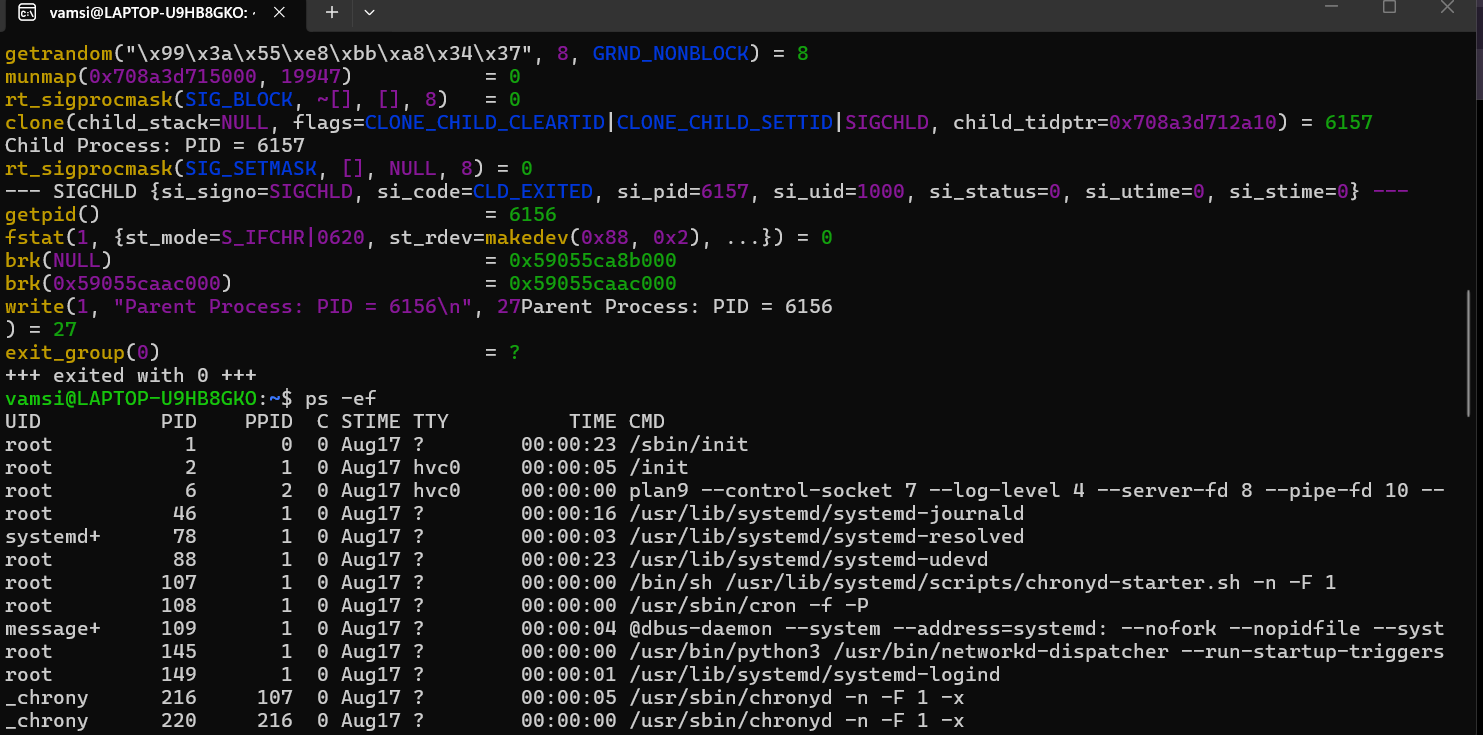 vamsi@LAPTOP-U9HB8GKO: ~
getrandom("\x99\x3a\x55\xe8\xbb\xa8\x34\x37", 8, GRND_NONBLOCK) = 8
munmap(0x708a3d715000, 19947)           = 0
rt_sigprocmask(SIG_BLOCK, ~[], [], 8)   = 0
clone(child_stack=NULL, flags=CLONE_CHILD_CLEARTID|CLONE_CHILD_SETTID|SIGCHLD, child_tidptr=0x708a3d712a10) = 6157
Child Process: PID = 6157
rt_sigprocmask(SIG_SETMASK, [], NULL, 8) = 0
--- SIGCHLD {si_signo=SIGCHLD, si_code=CLD_EXITED, si_pid=6157, si_uid=1000, si_status=0, si_utime=0, si_stime=0} ---
getpid()                                = 6156
fstat(1, {st_mode=S_IFCHR|0620, st_rdev=makedev(0x88, 0x2), ...}) = 0
brk(NULL)                               = 0x59055ca8b000
brk(0x59055caac000)                     = 0x59055caac000
write(1, "Parent Process: PID = 6156\n", 27Parent Process: PID = 6156
) = 27
exit_group(0)                           = ?
+++ exited with 0 +++
vamsi@LAPTOP-U9HB8GKO:~$ ps -ef
UID          PID    PPID  C STIME TTY          TIME CMD
root           1       0  0 Aug17 ?        00:00:23 /sbin/init
root           2       1  0 Aug17 hvc0     00:00:05 /init
root           6       2  0 Aug17 hvc0     00:00:00 plan9 --control-socket 7 --log-level 4 --server-fd 8 --pipe-fd 10 --
root          46       1  0 Aug17 ?        00:00:16 /usr/lib/systemd/systemd-journald
systemd+      78       1  0 Aug17 ?        00:00:03 /usr/lib/systemd/systemd-resolved
root          88       1  0 Aug17 ?        00:00:23 /usr/lib/systemd/systemd-udevd
root         107       1  0 Aug17 ?        00:00:00 /bin/sh /usr/lib/systemd/scripts/chronyd-starter.sh -n -F 1
root         108       1  0 Aug17 ?        00:00:00 /usr/sbin/cron -f -P
message+     109       1  0 Aug17 ?        00:00:04 @dbus-daemon --system --address=systemd: --nofork --nopidfile --syst
root         145       1  0 Aug17 ?        00:00:00 /usr/bin/python3 /usr/bin/networkd-dispatcher --run-startup-triggers
root         149       1  0 Aug17 ?        00:00:01 /usr/lib/systemd/systemd-logind
_chrony      216     107  0 Aug17 ?        00:00:05 /usr/sbin/chronyd -n -F 1 -x
_chrony      220     216  0 Aug17 ?        00:00:00 /usr/sbin/chronyd -n -F 1 -x